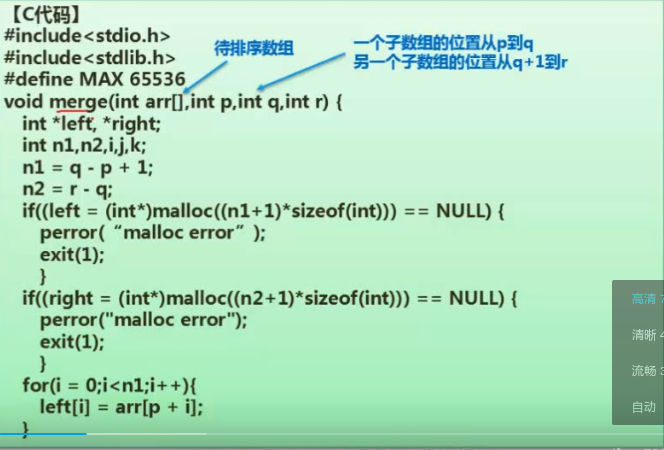 【C代码】
#include<stdio.h>
#include<stdlib.h>
#define MAX 65536
待排序数组
一个子数组的位置从p到q
另一个子数组的位置从q+1到r
void merge(int arr[],int p,int q,int r) {
int *left, *right;
int n1,n2,i,j,k;
n1 = q - p + 1;
n2 = r - q;
if((left = (int*)malloc((n1+1)*sizeof(int))) == NULL) {
perror( “malloc error” );
exit(1);
}
if((right = (int*)malloc((n2+1)*sizeof(int))) == NULL) {
perror("malloc error");
exit(1);
}
for(i = 0;i<n1;i++){
left[i] = arr[p + i];
}
高清
清晰
流畅
自动